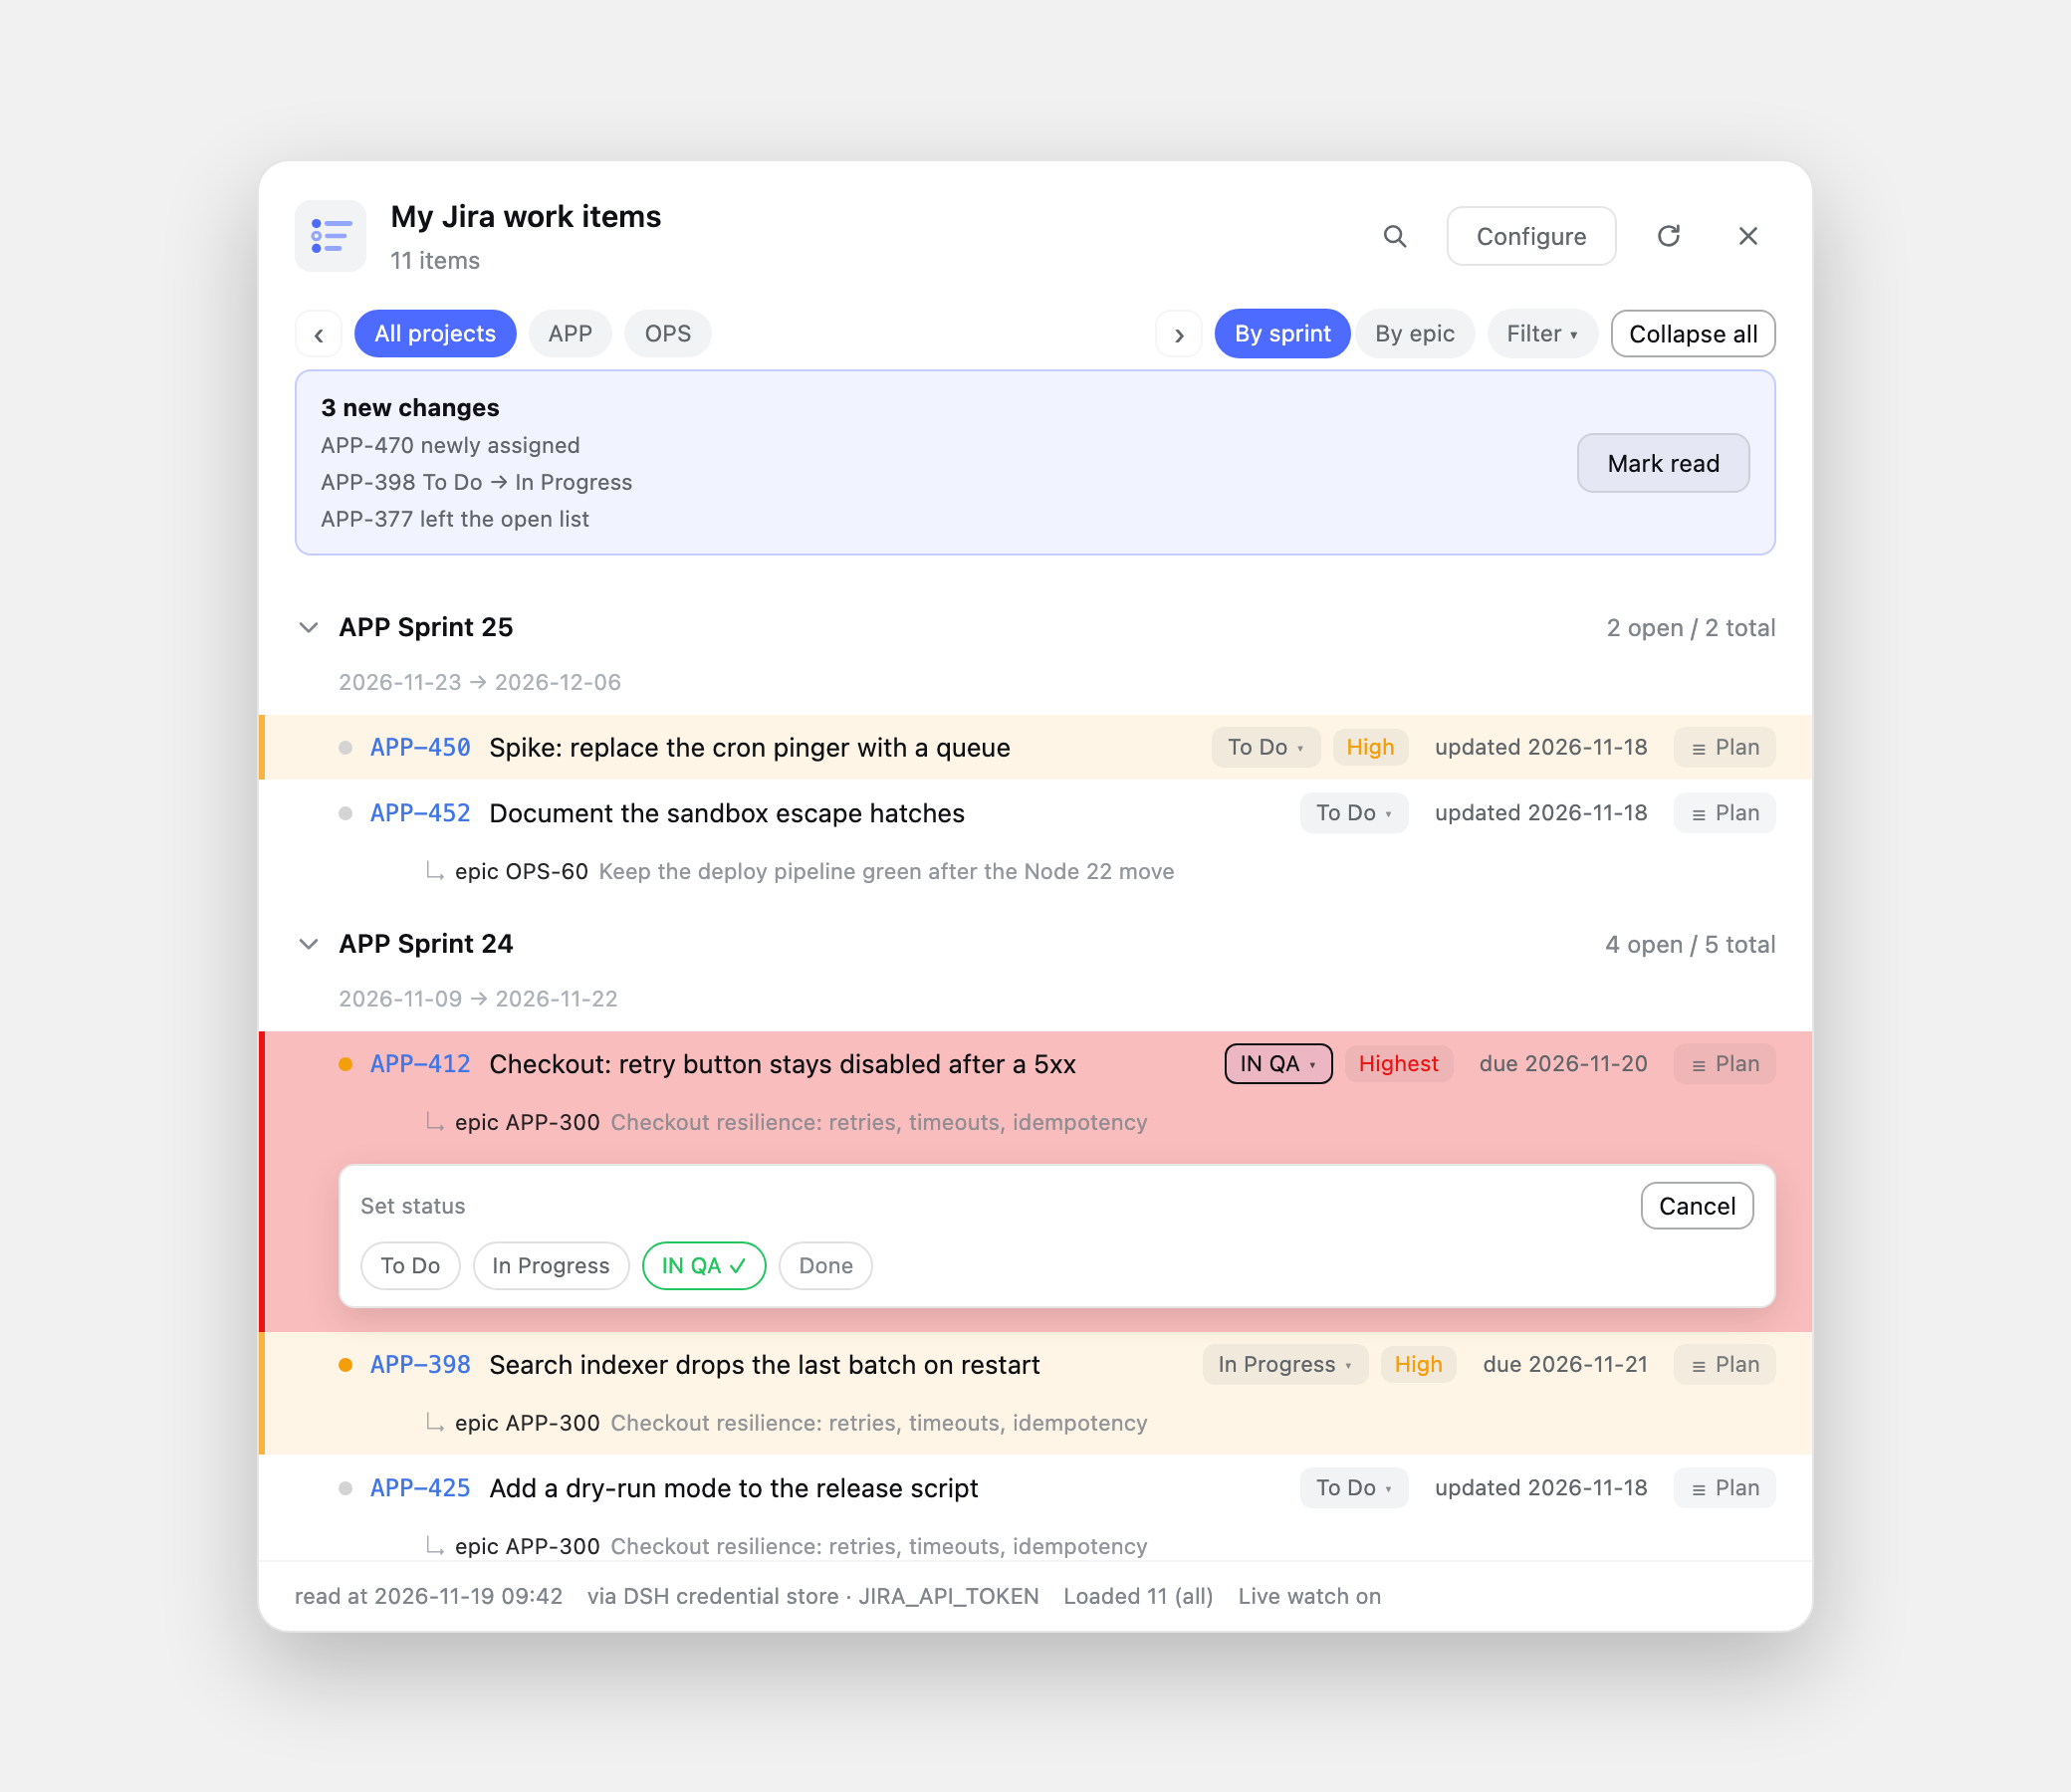 My Jira work items
11 items
Configure
‹ All projects APP OPS › By sprint By epic Filter ▾ Collapse all
3 new changes
APP-470 newly assigned
APP-398 To Do → In Progress
APP-377 left the open list
Mark read
APP Sprint 25 2 open / 2 total
2026-11-23 → 2026-12-06
APP-450 Spike: replace the cron pinger with a queue To Do ▾ High updated 2026-11-18 ≡ Plan
APP-452 Document the sandbox escape hatches To Do ▾ updated 2026-11-18 ≡ Plan
epic OPS-60 Keep the deploy pipeline green after the Node 22 move
APP Sprint 24 4 open / 5 total
2026-11-09 → 2026-11-22
APP-412 Checkout: retry button stays disabled after a 5xx IN QA ▾ Highest due 2026-11-20 ≡ Plan
epic APP-300 Checkout resilience: retries, timeouts, idempotency
Set status Cancel
To Do In Progress IN QA ✓ Done
APP-398 Search indexer drops the last batch on restart In Progress ▾ High due 2026-11-21 ≡ Plan
epic APP-300 Checkout resilience: retries, timeouts, idempotency
APP-425 Add a dry-run mode to the release script To Do ▾ updated 2026-11-18 ≡ Plan
epic APP-300 Checkout resilience: retries, timeouts, idempotency
read at 2026-11-19 09:42 via DSH credential store · JIRA_API_TOKEN Loaded 11 (all) Live watch on